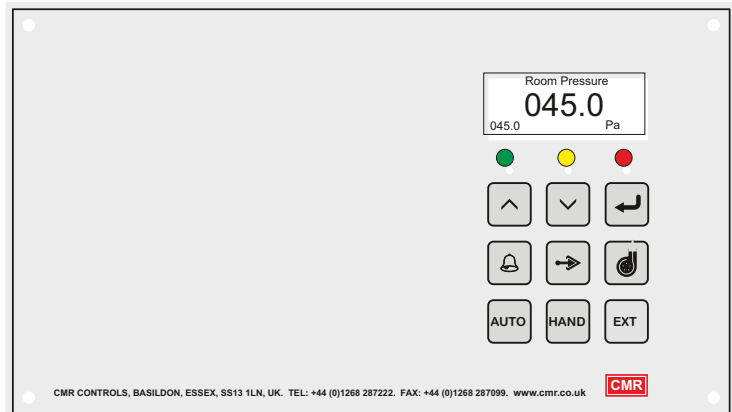 Room Pressure
045.0
045.0 Pa
AUTO HAND EXT
CMR CONTROLS, BASILDON, ESSEX, SS13 1LN, UK. TEL: +44 (0)1268 287222. FAX: +44 (0)1268 287099. www.cmr.co.uk
CMR